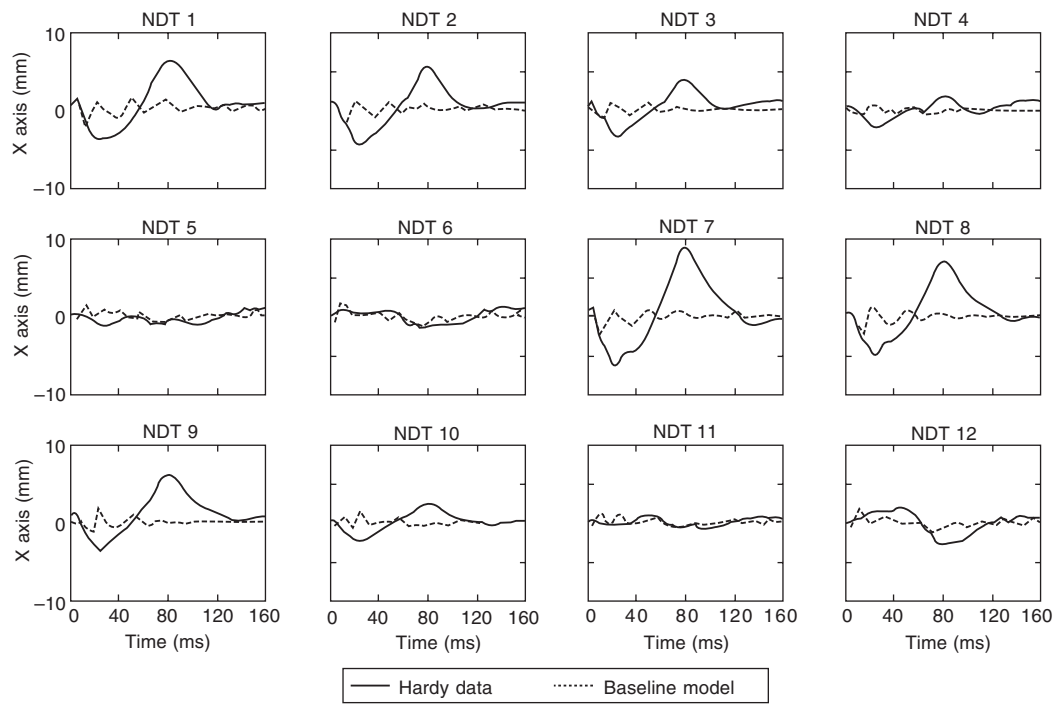 NDT 1 NDT 2 NDT 3 NDT 4
10
X axis (mm)
0
−10
NDT 5 NDT 6 NDT 7 NDT 8
10
X axis (mm)
0
−10
NDT 9 NDT 10 NDT 11 NDT 12
10
X axis (mm)
0
−10
0 40 80 120 160 0 40 80 120 160 0 40 80 120 160 0 40 80 120 160
Time (ms) Time (ms) Time (ms) Time (ms)
Hardy data Baseline model